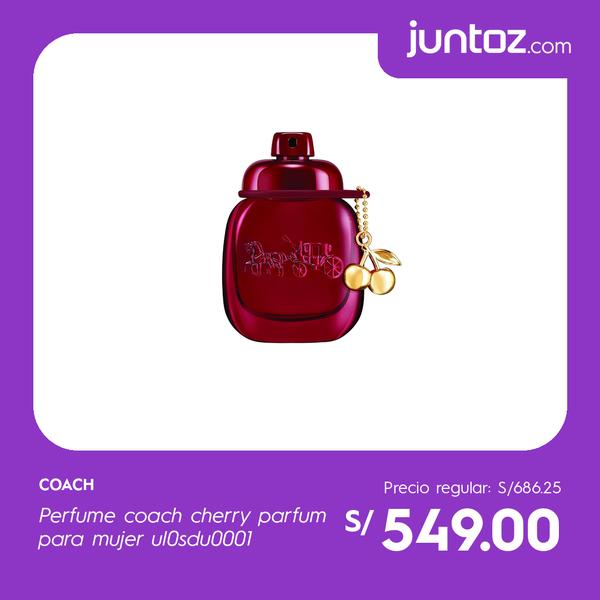 juntoz.com
COACH
Perfume coach cherry parfum
para mujer ul0sdu0001
Precio regular: S/686.25
S/ 549.00